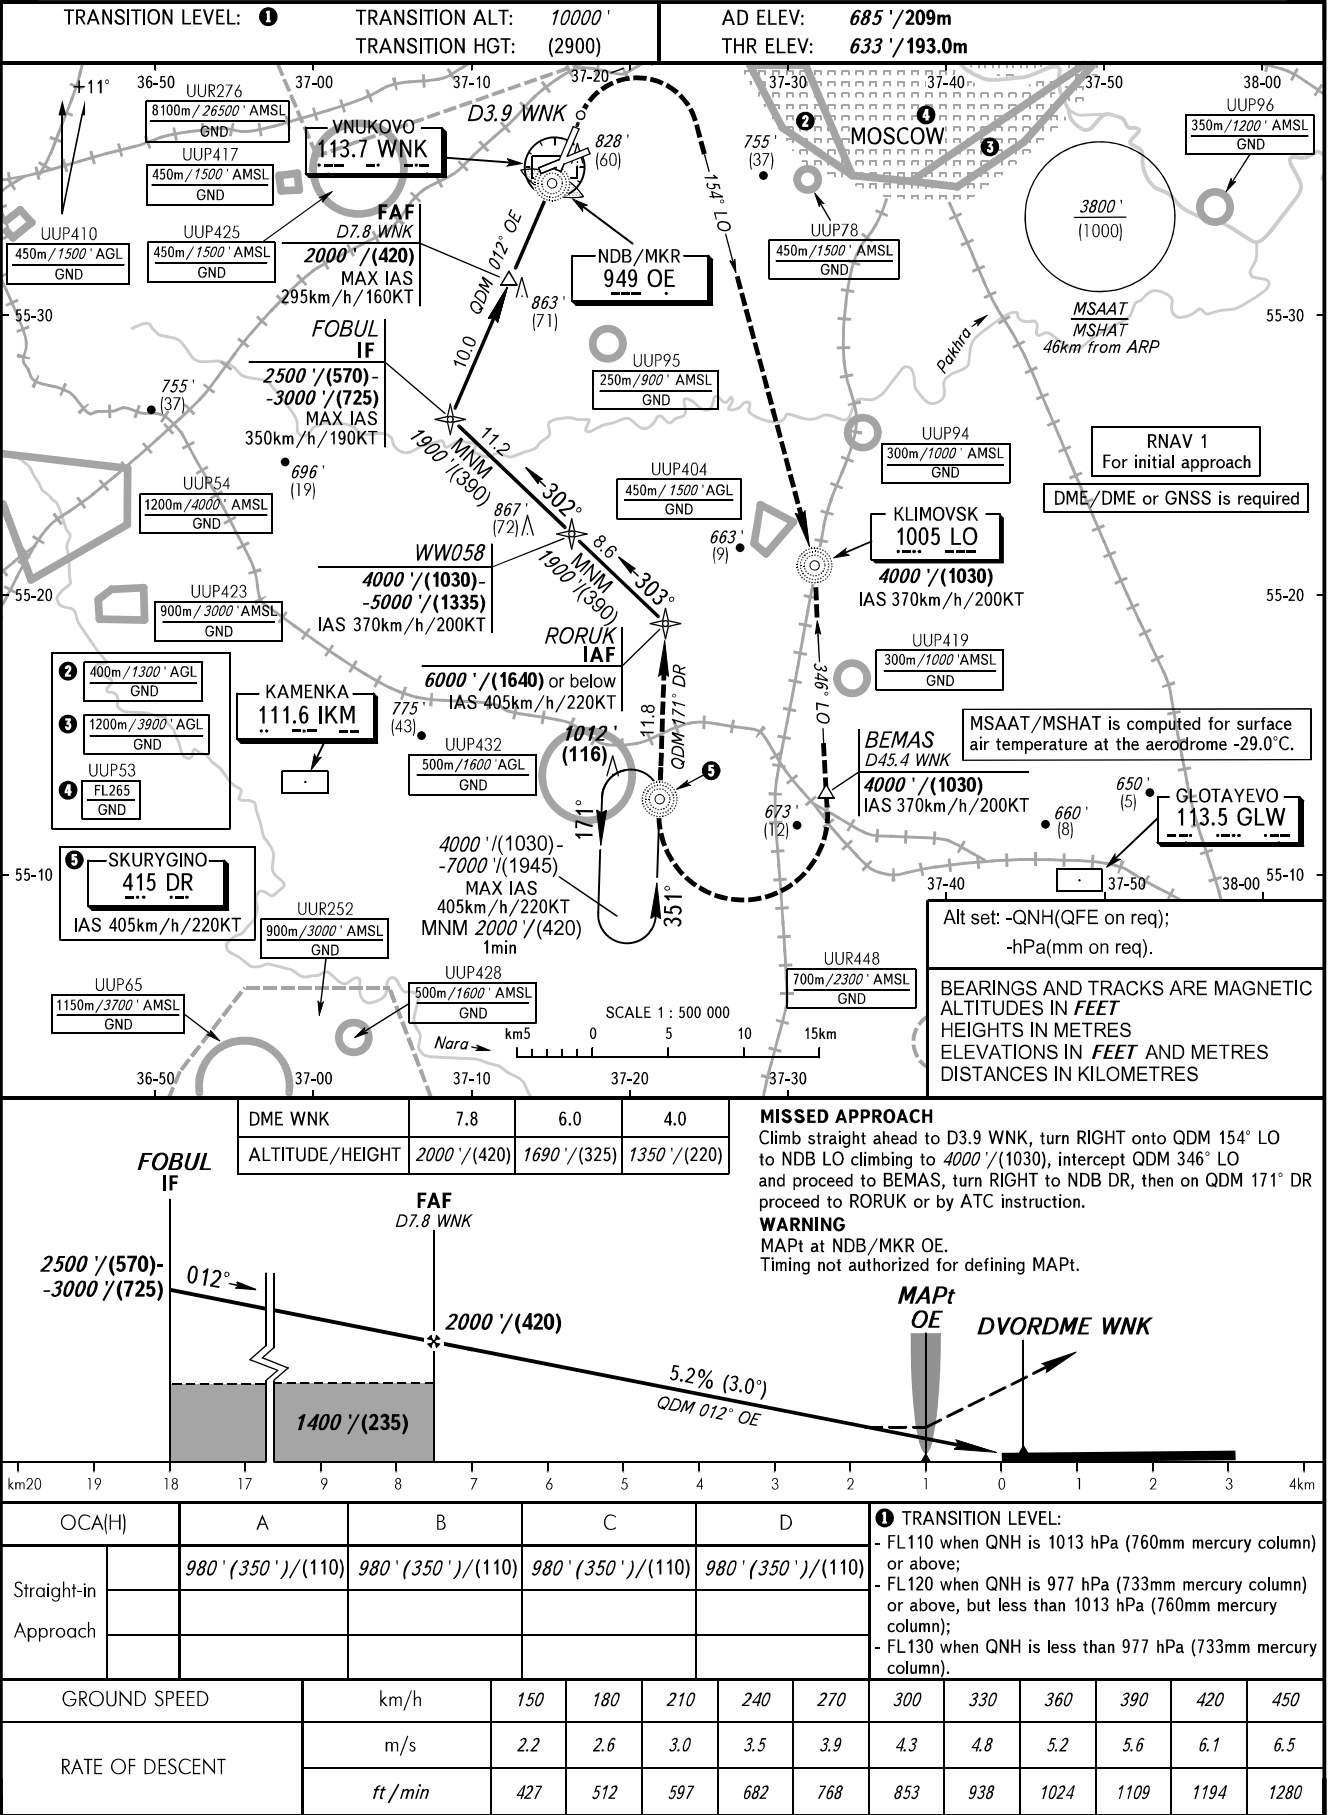 TRANSITION LEVEL: ❶
TRANSITION ALT: 10000'
TRANSITION HGT: (2900)
AD ELEV: 685'/209m
THR ELEV: 633'/193.0m
36-50
37-00
37-10
37-20
37-30
37-40
37-50
38-00
+11°
UUR276
8100m/26500' AMSL
GND
UUP417
450m/1500' AMSL
GND
UUP410
450m/1500' AGL
GND
UUP425
450m/1500' AMSL
GND
VNUKOVO
113.7 WNK
D3.9 WNK
828'
(60)
755'
(37)
❷
❹
MOSCOW
❸
UUP96
350m/1200' AMSL
GND
3800'
(1000)
MSAAT
MSHAT
46km from ARP
UUP78
450m/1500' AMSL
GND
FAF
D7.8 WNK
2000'/(420)
MAX IAS
295km/h/160KT
QDM 012° OE
10.0
NDB/MKR
949 OE
863'
(71)
154° LO
55-30
55-30
FOBUL
IF
2500'/(570)-
-3000'/(725)
MAX IAS
350km/h/190KT
UUP95
250m/900' AMSL
GND
Pakhra
755'
(37)
696'
(19)
UUP54
1200m/4000' AMSL
GND
11.2
MNM
1900'/(390)
302°
867'
(72)
UUP404
450m/1500' AGL
GND
663'
(9)
UUP94
300m/1000' AMSL
GND
RNAV 1
For initial approach
DME/DME or GNSS is required
KLIMOVSK
1005 LO
4000'/(1030)
IAS 370km/h/200KT
WW058
4000'/(1030)-
-5000'/(1335)
IAS 370km/h/200KT
8.6
MNM
1900'/(390)
303°
55-20
55-20
UUP423
900m/3000' AMSL
GND
RORUK
IAF
6000'/(1640) or below
IAS 405km/h/220KT
UUP419
300m/1000' AMSL
GND
346° LO
❷ 400m/1300' AGL
GND
❸ 1200m/3900' AGL
GND
UUP53
❹ FL265
GND
KAMENKA
111.6 IKM
775'
(43)
1012'
(116)
11.8
QDM 171° DR
UUP432
500m/1600' AGL
GND
❺
BEMAS
D45.4 WNK
4000'/(1030)
IAS 370km/h/200KT
MSAAT/MSHAT is computed for surface
air temperature at the aerodrome -29.0°C.
673'
(12)
660'
(8)
650'
(5)
GLOTAYEVO
113.5 GLW
171°
351°
4000'/(1030)-
-7000'/(1945)
MAX IAS
405km/h/220KT
MNM 2000'/(420)
1min
❺ SKURYGINO
415 DR
IAS 405km/h/220KT
55-10
55-10
37-40
37-50
38-00
UUR252
900m/3000' AMSL
GND
UUP65
1150m/3700' AMSL
GND
UUP428
500m/1600' AMSL
GND
UUR448
700m/2300' AMSL
GND
Alt set: -QNH(QFE on req);
-hPa(mm on req).
BEARINGS AND TRACKS ARE MAGNETIC
ALTITUDES IN FEET
HEIGHTS IN METRES
ELEVATIONS IN FEET AND METRES
DISTANCES IN KILOMETRES
SCALE 1 : 500 000
km5 0 5 10 15km
Nara
36-50
37-00
37-10
37-20
37-30
DME WNK 7.8 6.0 4.0
ALTITUDE/HEIGHT 2000'/(420) 1690'/(325) 1350'/(220)
MISSED APPROACH
Climb straight ahead to D3.9 WNK, turn RIGHT onto QDM 154° LO
to NDB LO climbing to 4000'/(1030), intercept QDM 346° LO
and proceed to BEMAS, turn RIGHT to NDB DR, then on QDM 171° DR
proceed to RORUK or by ATC instruction.
WARNING
MAPt at NDB/MKR OE.
Timing not authorized for defining MAPt.
FOBUL
IF
FAF
D7.8 WNK
2500'/(570)-
-3000'/(725)
012°
2000'/(420)
5.2% (3.0°)
QDM 012° OE
1400'/(235)
MAPt
OE
DVORDME WNK
km20 19 18 17 9 8 7 6 5 4 3 2 1 0 1 2 3 4km
OCA(H) A B C D
Straight-in
Approach
980'(350')/(110) 980'(350')/(110) 980'(350')/(110) 980'(350')/(110)
❶ TRANSITION LEVEL:
- FL110 when QNH is 1013 hPa (760mm mercury column)
or above;
- FL120 when QNH is 977 hPa (733mm mercury column)
or above, but less than 1013 hPa (760mm mercury
column);
- FL130 when QNH is less than 977 hPa (733mm mercury
column).
GROUND SPEED km/h 150 180 210 240 270 300 330 360 390 420 450
RATE OF DESCENT
m/s 2.2 2.6 3.0 3.5 3.9 4.3 4.8 5.2 5.6 6.1 6.5
ft/min 427 512 597 682 768 853 938 1024 1109 1194 1280